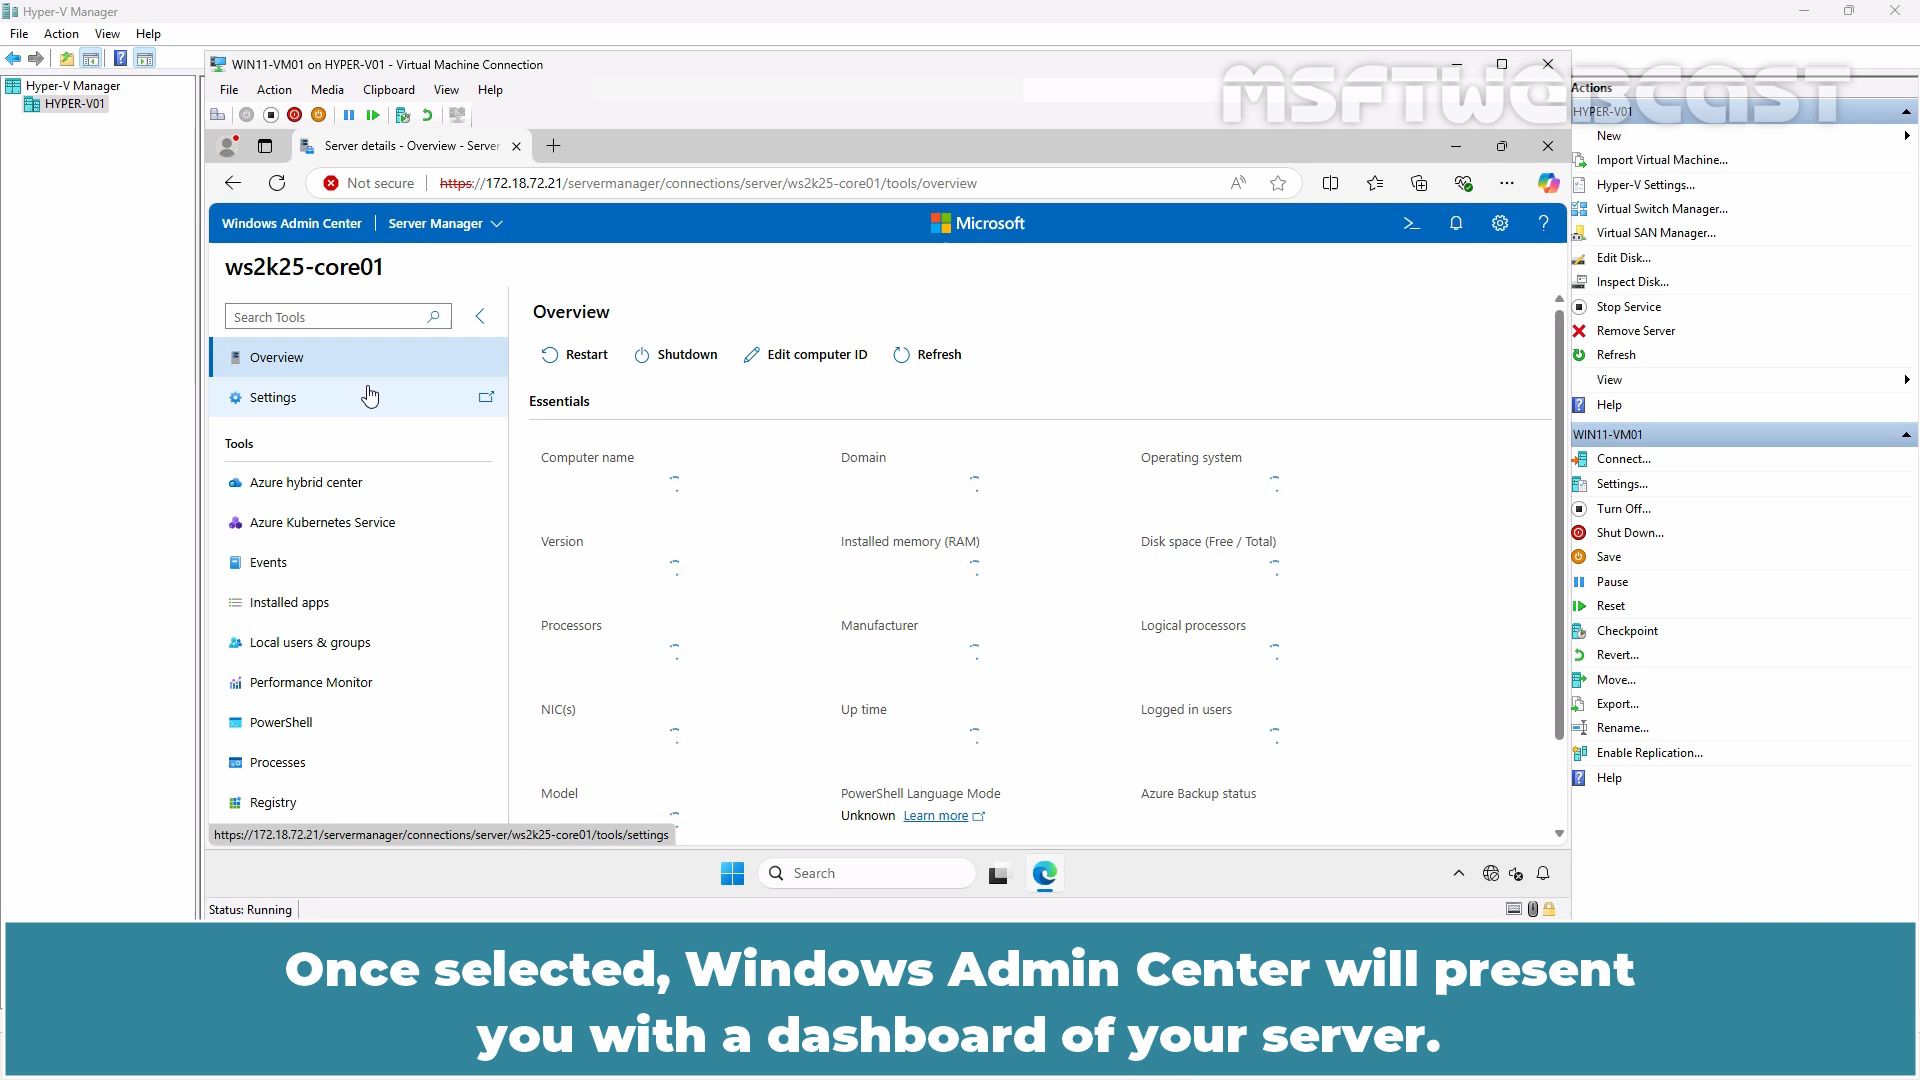 Hyper-V Manager
File Action View Help
Hyper-V Manager
HYPER-V01
WIN11-VM01 on HYPER-V01 - Virtual Machine Connection
File Action Media Clipboard View Help
MSFTWEBCAST
Server details - Overview - Server
Not secure https://172.18.72.21/servermanager/connections/server/ws2k25-core01/tools/overview
Windows Admin Center Server Manager Microsoft
ws2k25-core01
Search Tools
Overview
Settings
Tools
Azure hybrid center
Azure Kubernetes Service
Events
Installed apps
Local users & groups
Performance Monitor
PowerShell
Processes
Registry
https://172.18.72.21/servermanager/connections/server/ws2k25-core01/tools/settings
Overview
Restart Shutdown Edit computer ID Refresh
Essentials
Computer name Domain Operating system
Version Installed memory (RAM) Disk space (Free / Total)
Processors Manufacturer Logical processors
NIC(s) Up time Logged in users
Model PowerShell Language Mode Azure Backup status
Unknown Learn more
Search
Status: Running
Actions
HYPER-V01
New
Import Virtual Machine...
Hyper-V Settings...
Virtual Switch Manager...
Virtual SAN Manager...
Edit Disk...
Inspect Disk...
Stop Service
Remove Server
Refresh
View
Help
WIN11-VM01
Connect...
Settings...
Turn Off...
Shut Down...
Save
Pause
Reset
Checkpoint
Revert...
Move...
Export...
Rename...
Enable Replication...
Help
Once selected, Windows Admin Center will present
you with a dashboard of your server.